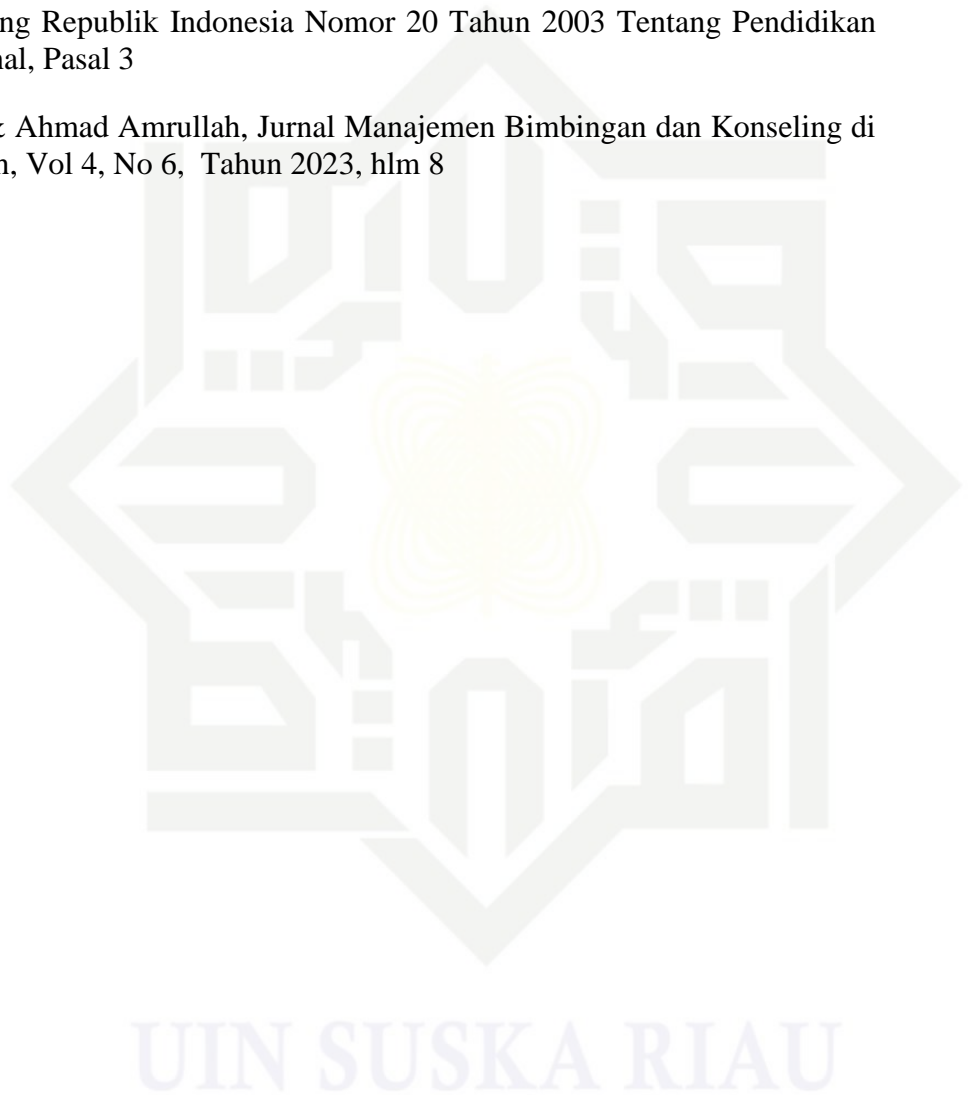 ng Republik Indonesia Nomor 20 Tahun 2003 Tentang Pendidikan
nal, Pasal 3
& Ahmad Amrullah, Jurnal Manajemen Bimbingan dan Konseling di
n, Vol 4, No 6, Tahun 2023, hlm 8
UIN SUSKA RIAU